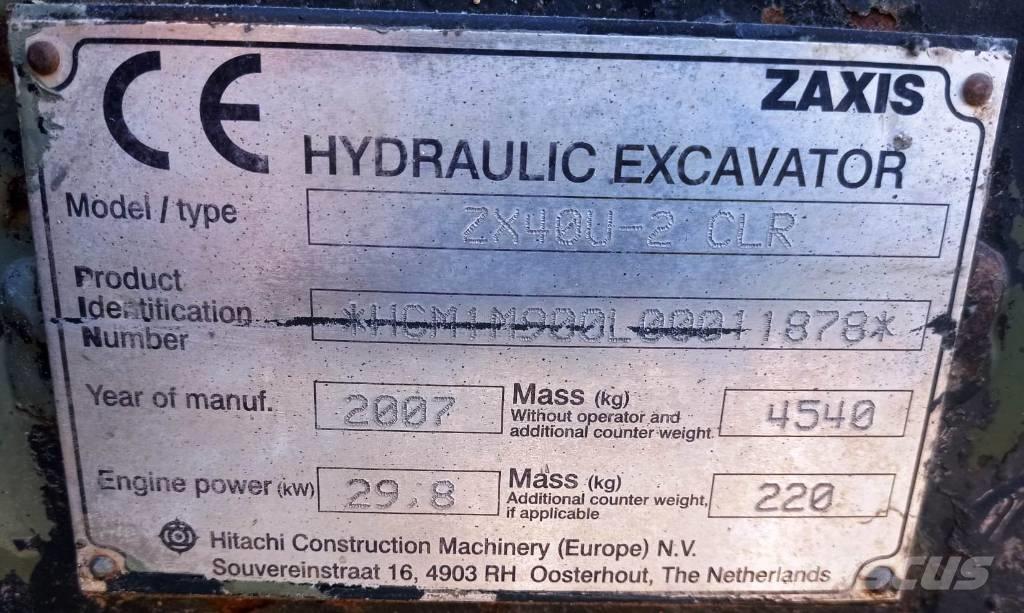 CE
ZAXIS
HYDRAULIC EXCAVATOR
Model / type ZX40U-2 CLR
Product
Identification *HCM1M900L00011878*
Number
Year of manuf. 2007
Mass (kg)
Without operator and
additional counter weight. 4540
Engine power (kW) 29.8
Mass (kg)
Additional counter weight,
if applicable 220
Hitachi Construction Machinery (Europe) N.V.
Souvereinstraat 16, 4903 RH Oosterhout, The Netherlands